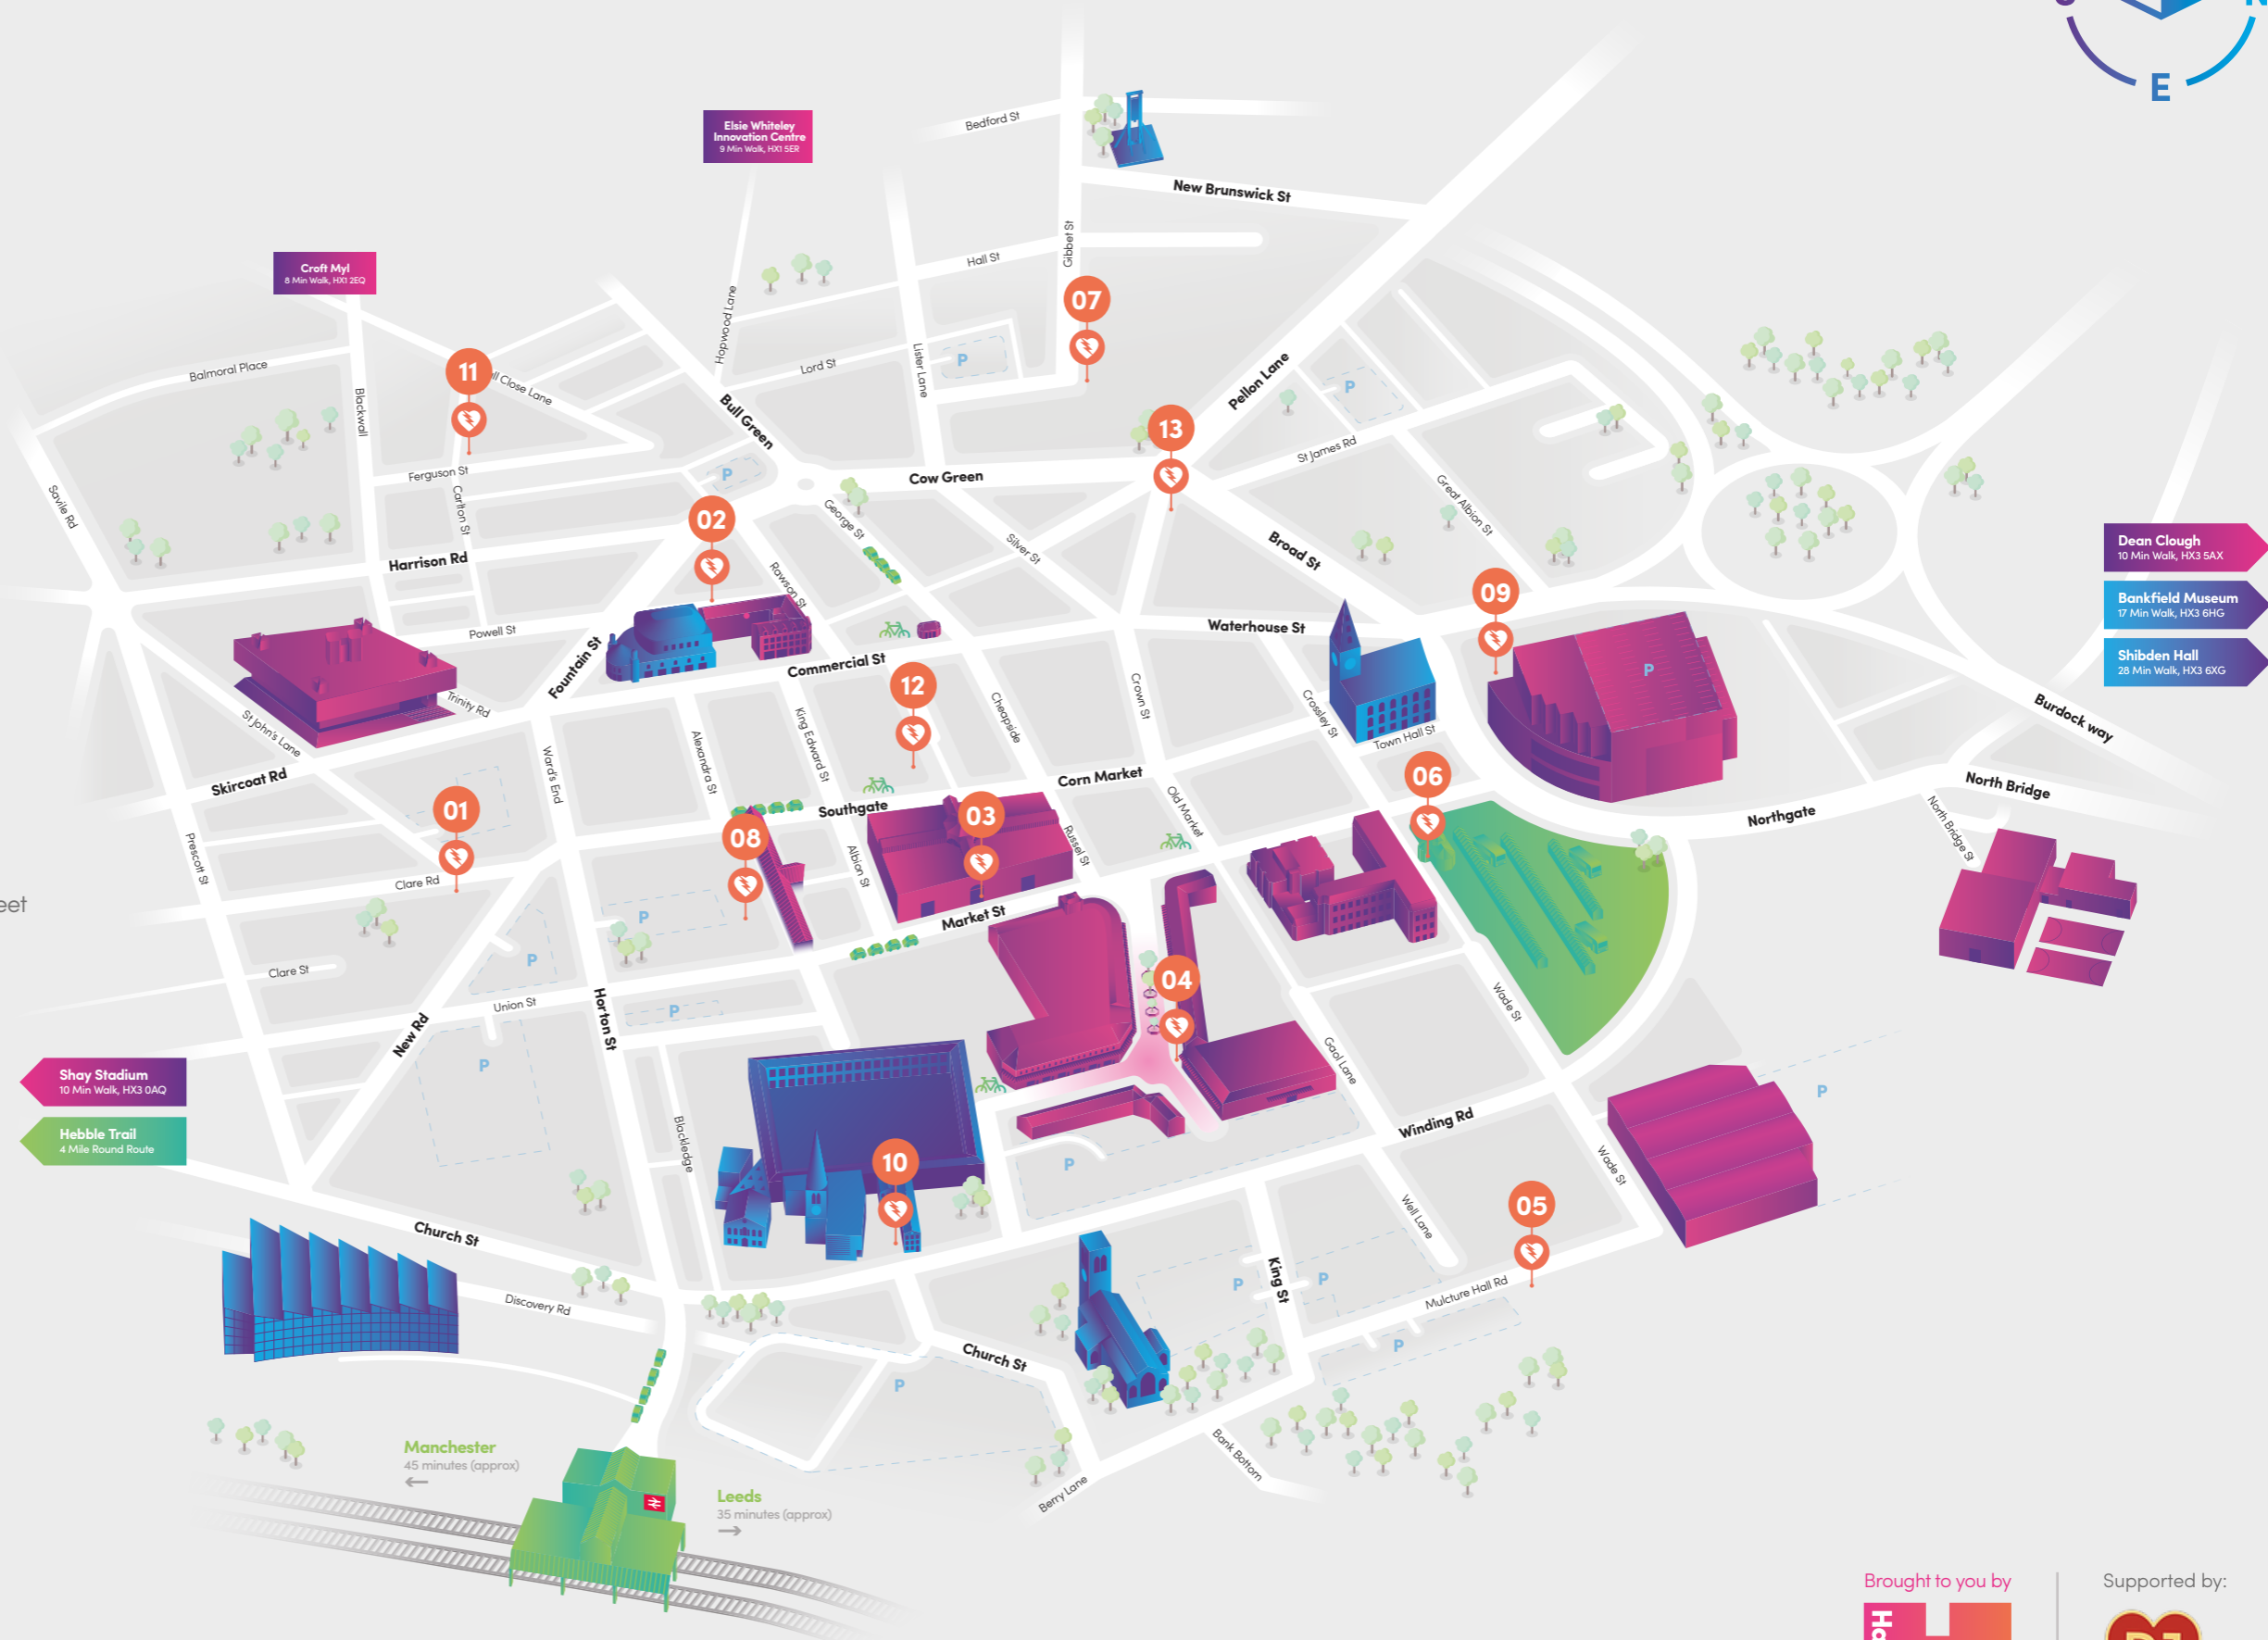 N
E
Bedford St
Elsie Whiteley
Innovation Centre
9 Min Walk, HX1 5ER
New Brunswick St
Gibbet St
Hall St
Croft Myl
8 Min Walk, HX1 2EQ
07
Hopwood Lane
Lord St
Lister Lane
P
P
Pellon Lane
Balmoral Place
11
ll Close Lane
Blackwall
Bull Green
13
St James Rd
Ferguson St
P
Cow Green
Carlton St
Savile Rd
02
George St
Silver St
Great Albion St
Broad St
Harrison Rd
Rawson St
09
Dean Clough
10 Min Walk, HX3 5AX
Bankfield Museum
17 Min Walk, HX3 6HG
Shibden Hall
28 Min Walk, HX3 6XG
Powell St
Fountain St
Commercial St
Waterhouse St
P
12
Trinity Rd
St John's Lane
Skircoat Rd
Ward's End
Alexandra St
King Edward St
Cheapside
Crown St
Crossley St
Town Hall St
Burdock way
01
Southgate
Corn Market
06
Northgate
North Bridge
North Bridge St
08
03
Old Market
Russel St
Albion St
Prescott St
Clare Rd
eet
P
Market St
P
Clare St
Union St
04
P
Wade St
New Rd
Horton St
P
Gaol Lane
Shay Stadium
10 Min Walk, HX3 0AQ
Hebble Trail
4 Mile Round Route
Blackledge
Winding Rd
P
Wade St
10
P
05
Well Lane
Church St
King St
P
P
Mulcture Hall Rd
Discovery Rd
Church St
P
P
Manchester
45 minutes (approx)
Leeds
35 minutes (approx)
Bank Bottom
Berry Lane
Brought to you by
Supported by: